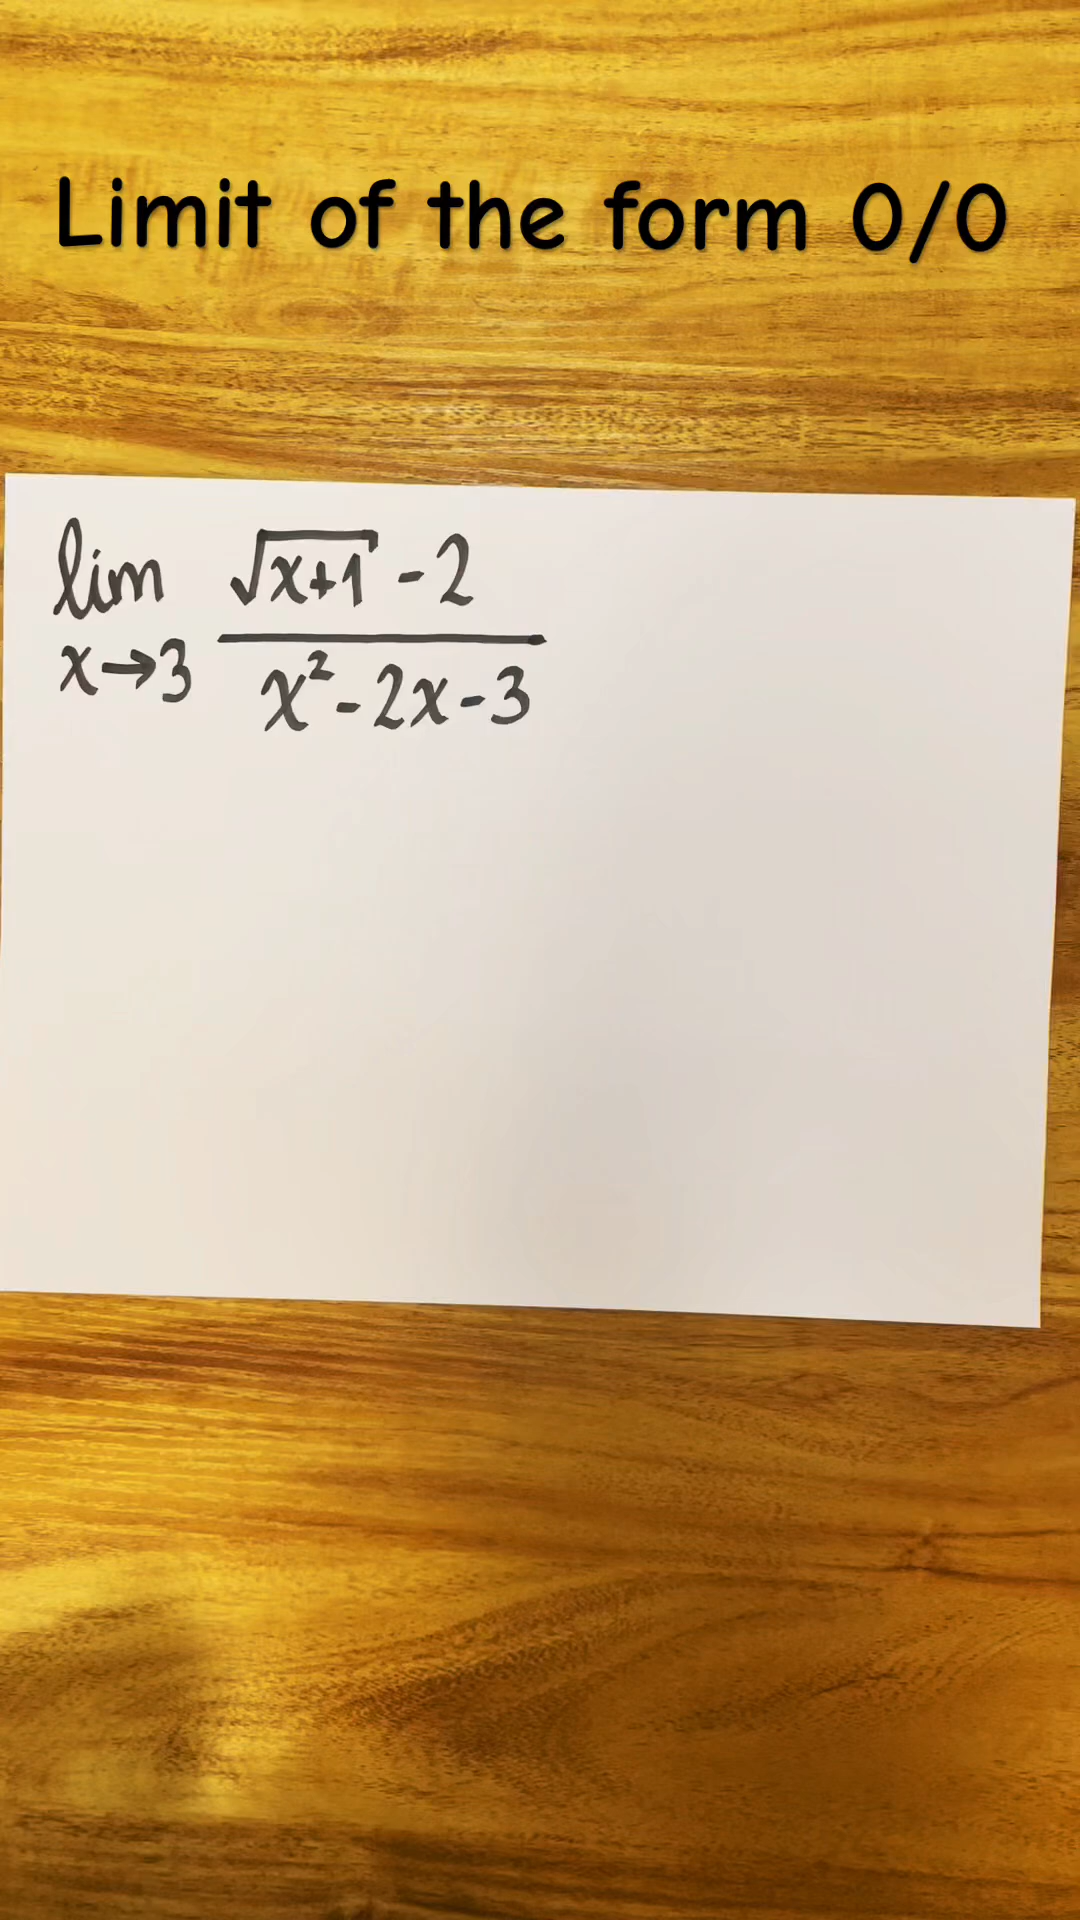 Limit of the form 0/0
lim √x+1 - 2
x→3 x² - 2x - 3